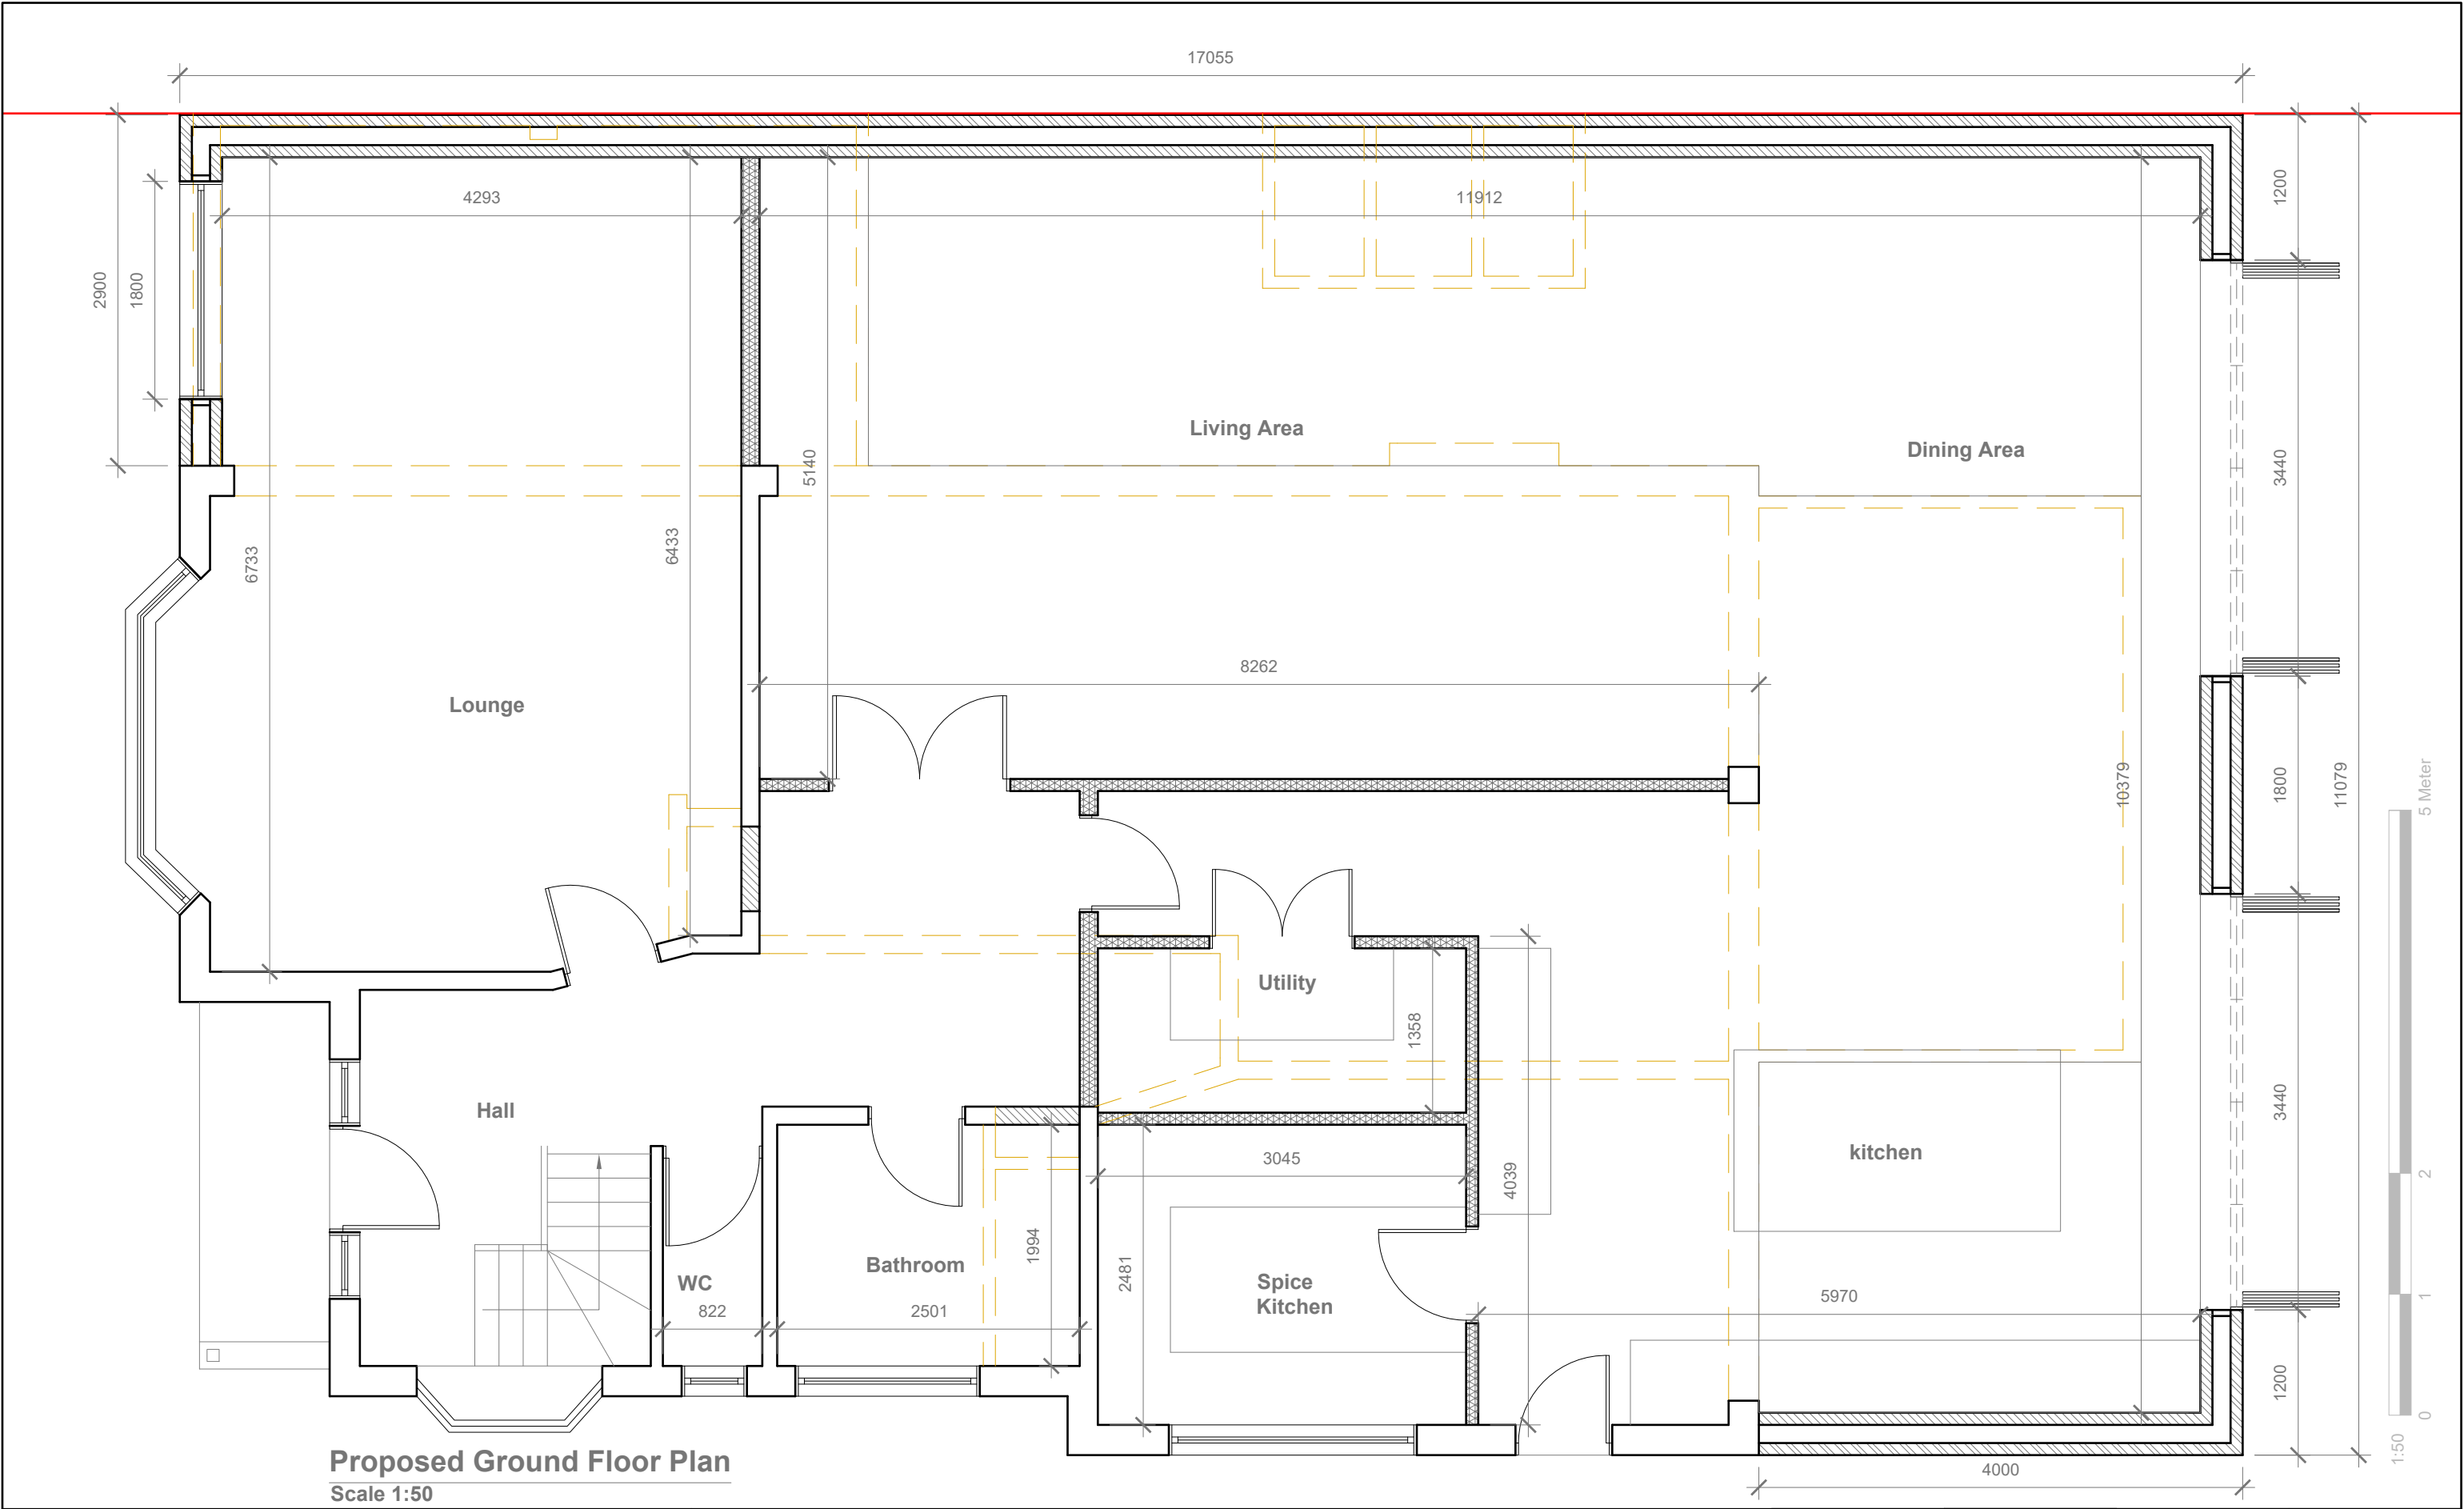 17055
4293
11912
1200
2900
1800
Living Area
Dining Area
5140
3440
6733
6433
8262
Lounge
10379
1800
11079
5 Meter
Utility
1358
Hall
3440
kitchen
3045
4039
2
1994
2481
Bathroom
WC
Spice
Kitchen
822
2501
5970
1
1200
0
1:50
4000
Proposed Ground Floor Plan
Scale 1:50